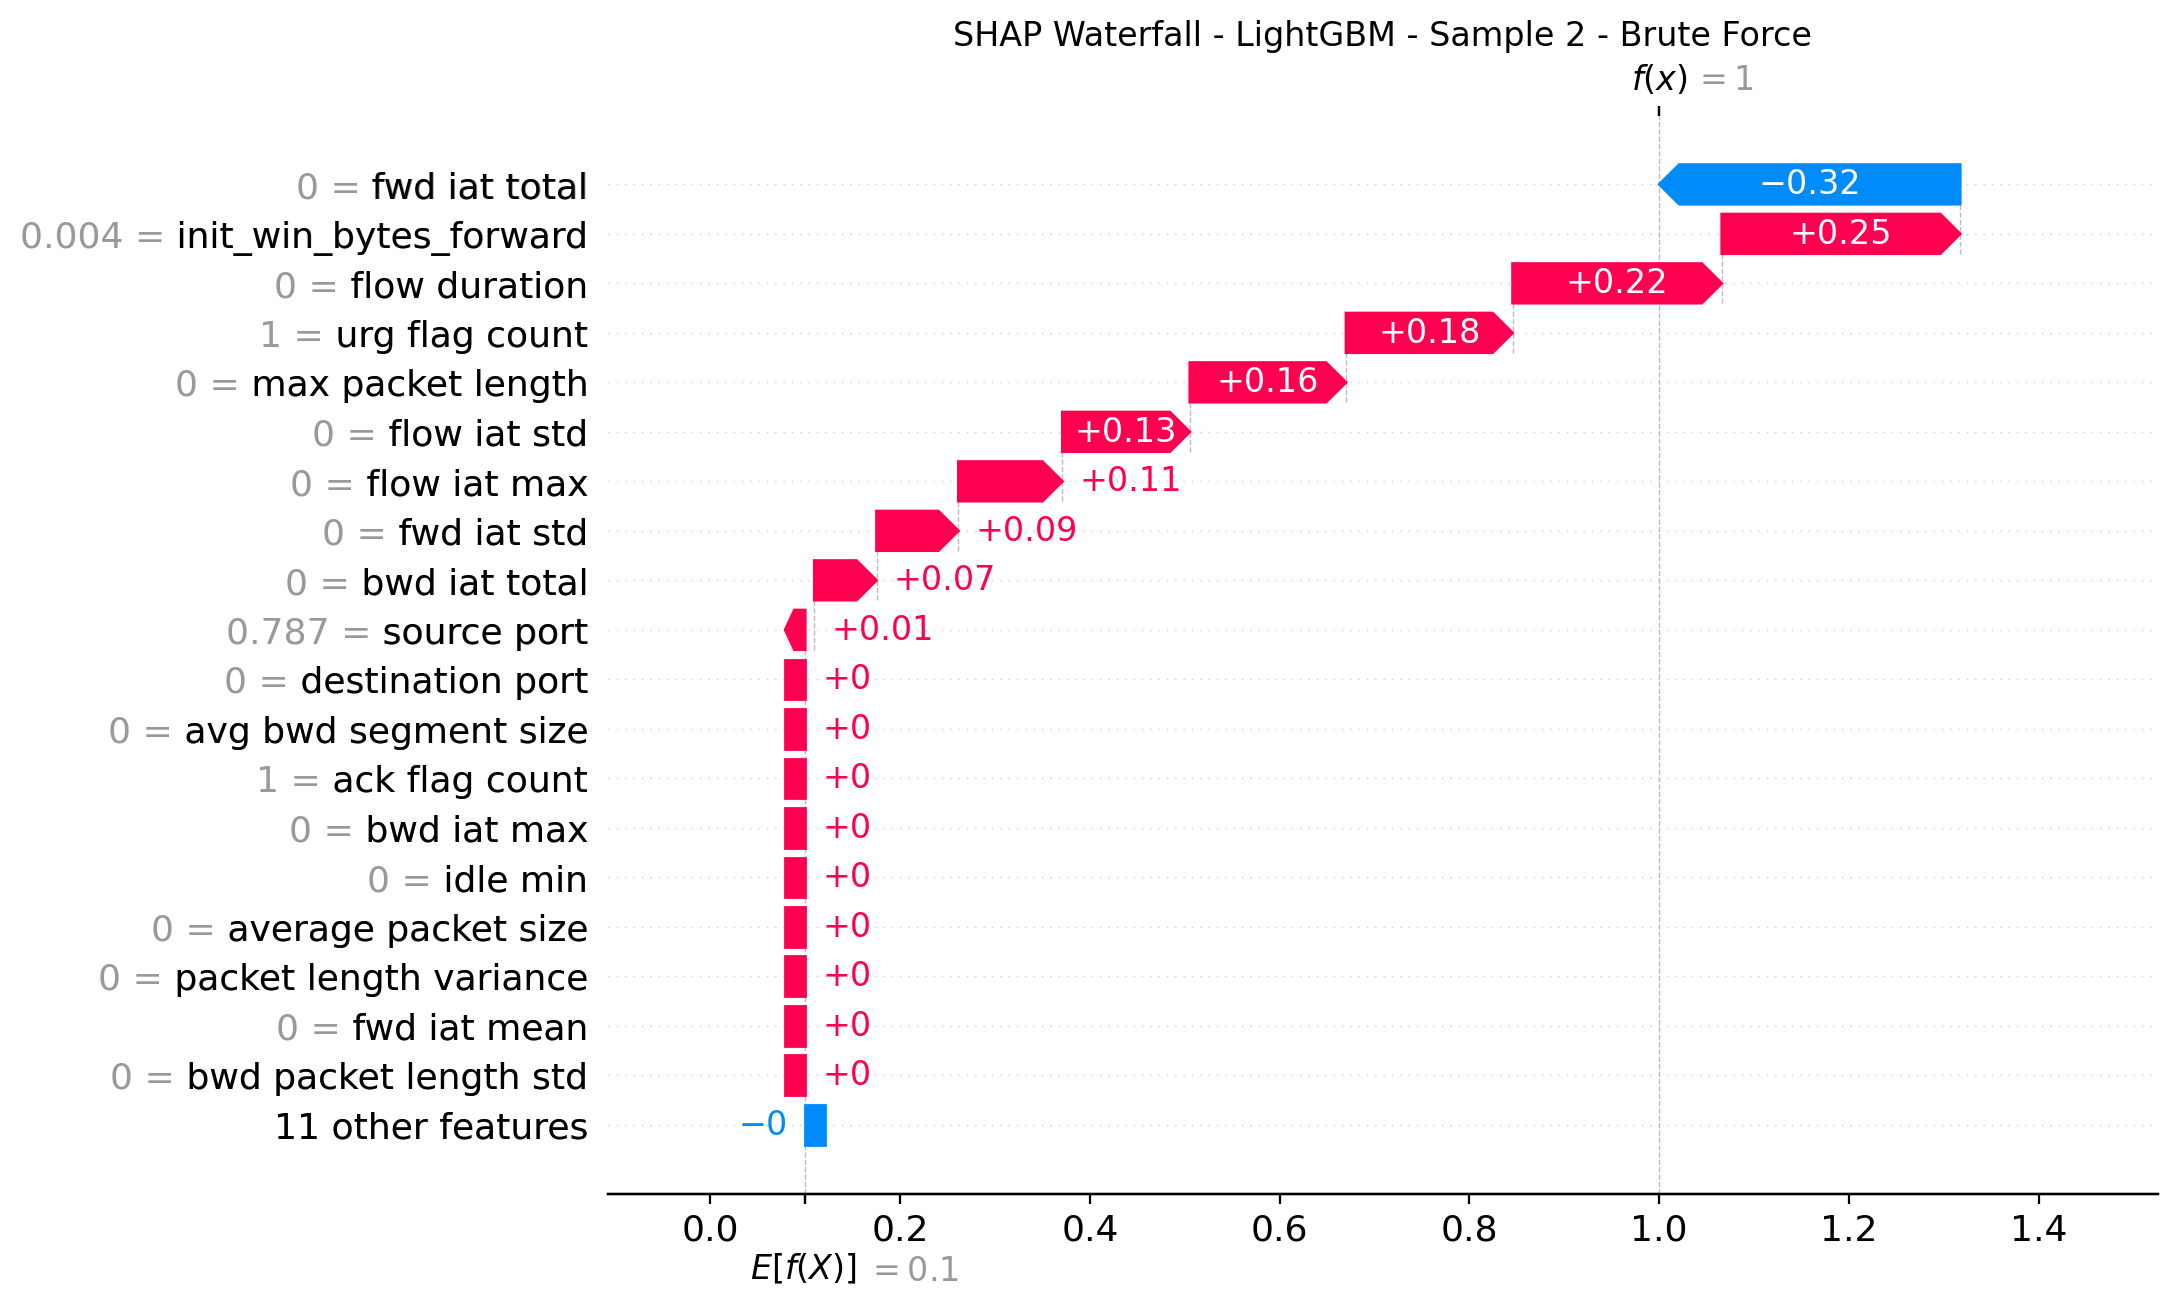 SHAP Waterfall - LightGBM - Sample 2 - Brute Force
f(x) = 1
0 = fwd iat total −0.32
0.004 = init_win_bytes_forward +0.25
0 = flow duration +0.22
1 = urg flag count +0.18
0 = max packet length +0.16
0 = flow iat std +0.13
0 = flow iat max +0.11
0 = fwd iat std +0.09
0 = bwd iat total +0.07
0.787 = source port +0.01
0 = destination port +0
0 = avg bwd segment size +0
1 = ack flag count +0
0 = bwd iat max +0
0 = idle min +0
0 = average packet size +0
0 = packet length variance +0
0 = fwd iat mean +0
0 = bwd packet length std +0
11 other features −0
0.0 0.2 0.4 0.6 0.8 1.0 1.2 1.4
E[f(X)] = 0.1